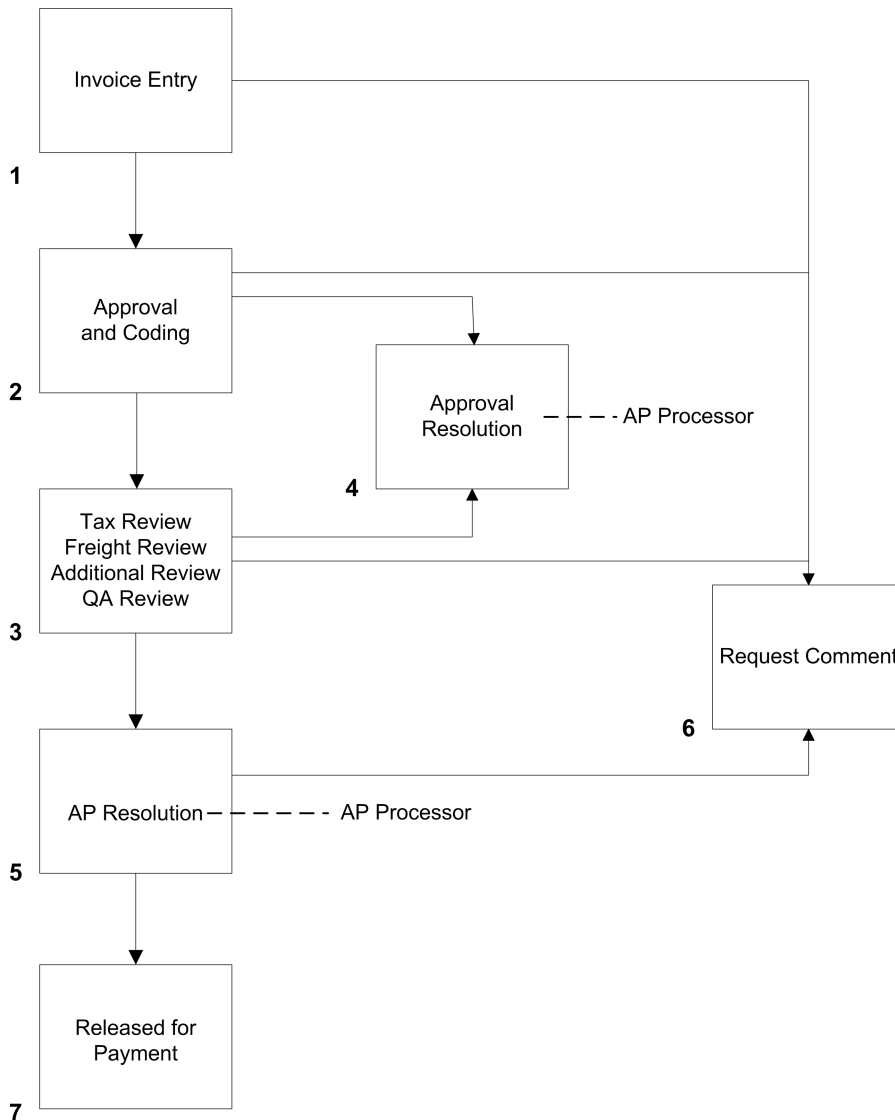 Invoice Entry
1
Approval
and Coding
2
Approval
Resolution
AP Processor
4
Tax Review
Freight Review
Additional Review
QA Review
3
Request Comment
6
AP Resolution
AP Processor
5
Released for
Payment
7